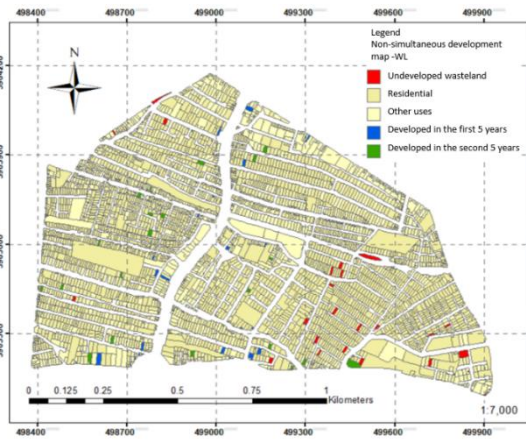 498400 498700 499000 499300 499600 499900
Legend
Non-simultaneous development
map -WL
Undeveloped wasteland
Residential
Other uses
Developed in the first 5 years
Developed in the second 5 years
N
0 0.125 0.25 0.5 0.75 1
Kilometers
1:7,000
498400 498700 499000 499300 499600 499900